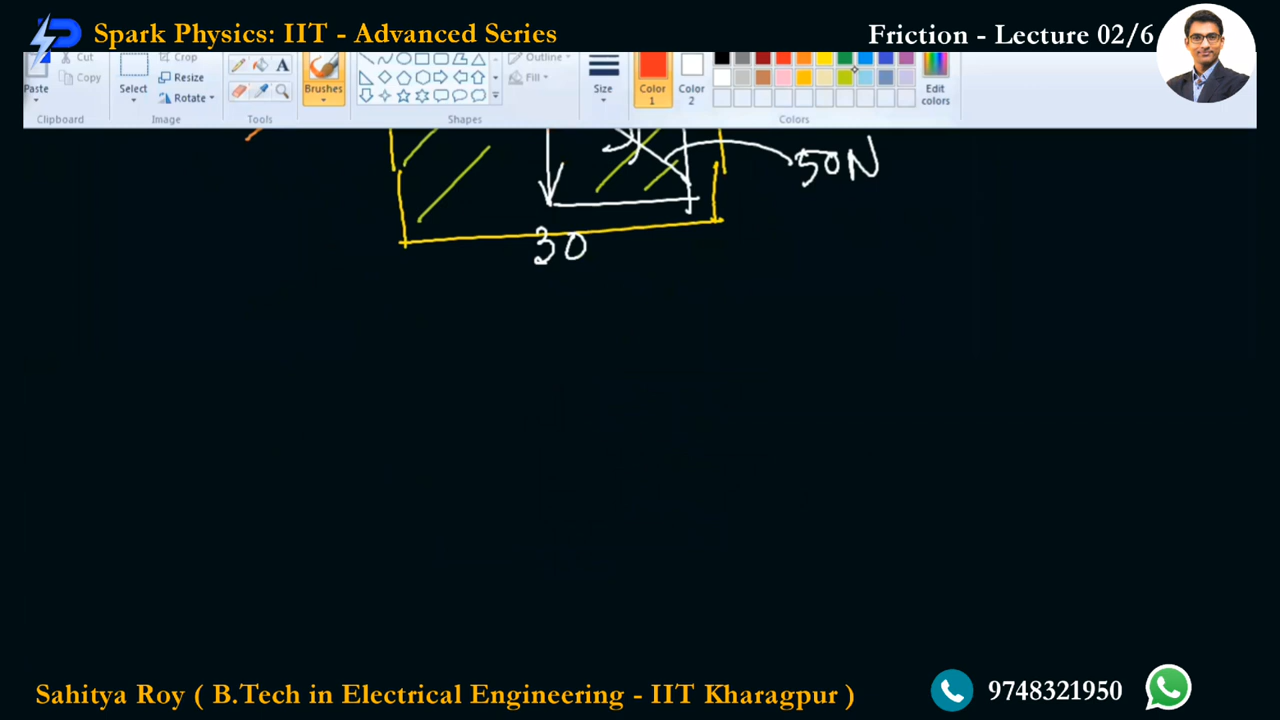 Spark Physics: IIT - Advanced Series
Friction - Lecture 02/6
Paste
Cut
Copy
Clipboard
Select
Crop
Resize
Rotate
Image
A
Tools
Brushes
Shapes
Outline
Fill
Size
Color 1
Color 2
Edit colors
Colors
50N
30
Sahitya Roy ( B.Tech in Electrical Engineering - IIT Kharagpur )
9748321950